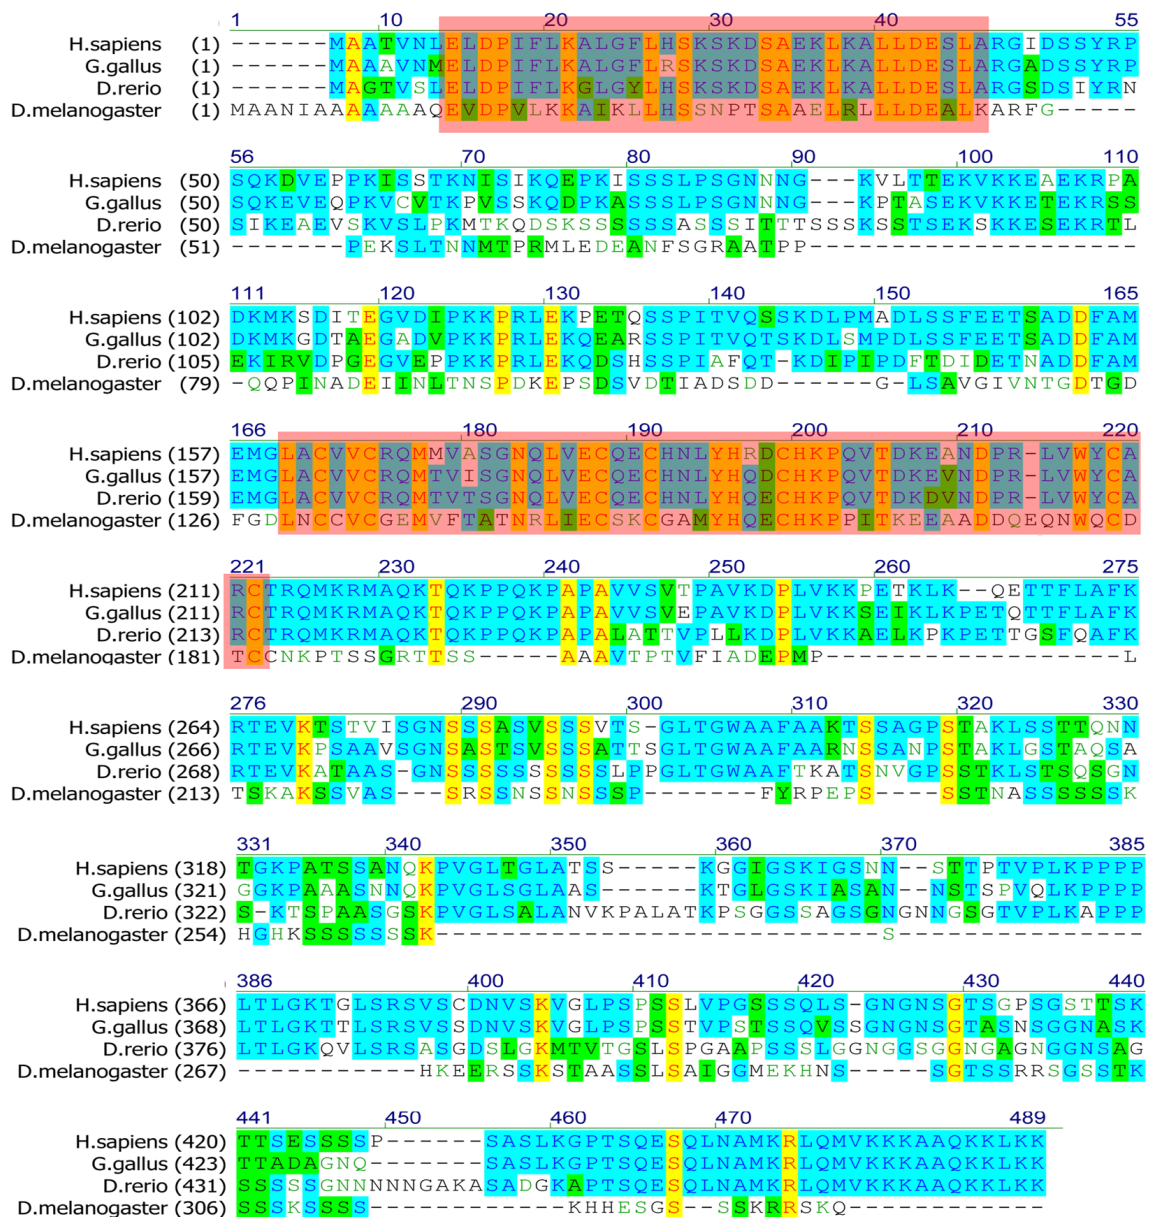 1 10 20 30 40 55
H.sapiens (1) ------MAATVNLELDPIFLKALGFLHSKSKDSAEKLKALLDESLARGIDSSYRP
G.gallus (1) ------MAAAVNMELDPIFLKALGFLRSKSKDSAEKLKALLDESLARGADSSYRP
D.rerio (1) ------MAGTVSLELDPIFLKGLGYLHSKSKDSAEKLKALLDESLARGSDSIYRN
D.melanogaster (1) MAANIAAAAAAAQEVDPVLKKAIKLLHSSNPTSAAELRLLLDEALKARFG-----
56 70 80 90 100 110
H.sapiens (50) SQKDVEPPKISSTKNISIKQEPKISSSLPSGNNNG---KVLTTEKVKKEAEKRPA
G.gallus (50) SQKEVEQPKVCVTKPVSSKQDPKASSSLPSGNNNG---KPTASEKVKKETEKRSS
D.rerio (50) SIKEAEVSKVSLPKMTKQDSKSSSSSSSASSSITTTSSSKSSTSEKSKKESEKRTL
D.melanogaster (51) -------PEKSLTNNMTPRMLEDEANFSGRAATPP--------------------
111 120 130 140 150 165
H.sapiens (102) DKMKSDITEGVDIPKKPRLEKPETQSSPITVQSSKDLPMADLSSFEETSADDFAM
G.gallus (102) DKMKGDTAEGADVPKKPRLEKQEARSSPITVQTSKDLSMPDLSSFEETSADDFAM
D.rerio (105) EKIRVDPGEGVEPPKKPRLEKQDSHSSPIAFQT-KDIPIPDFTDIDETNADDFAM
D.melanogaster (79) -QQPINADEIINLTNSPDKEPSDSVDTIADSDD------G-LSAVGIVNTGDTGD
166 180 190 200 210 220
H.sapiens (157) EMGLACVVCRQMMVASGNQLVECQECHNLYHRDCHKPQVTDKEANDPR-LVWYCA
G.gallus (157) EMGLACVVCRQMTVISGNQLVECQECHNLYHQDCHKPQVTDKEVNDPR-LVWYCA
D.rerio (159) EMGLACVVCRQMTVTSGNQLVECQECHNLYHQECHKPQVTDKDVNDPR-LVWYCA
D.melanogaster (126) FGDLNCCVCGEMVFTATNRLIECSKCGAMYHQECHKPPITKEEAADDQEQNWQCD
221 230 240 250 260 275
H.sapiens (211) RCTRQMKRMAQKTQKPPQKPAPAVVSVTPAVKDPLVKKPETKLK--QETTFLAFK
G.gallus (211) RCTRQMKRMAQKTQKPPQKPAPAVVSVEPAVKDPLVKKSEIKLKPETQTTFLAFK
D.rerio (213) RCTRQMKRMAQKTQKPPQKPAPALATTVPLLKDPLVKKAELKPKPETTGSFQAFK
D.melanogaster (181) TCCNKPTSSGRTTSS-----AAAVTPTVFIADEPMP------------------L
276 290 300 310 320 330
H.sapiens (264) RTEVKTSTVISGNSSSASVSSSVTS-GLTGWAAFAAKTSSAGPSTAKLSSTTQNN
G.gallus (266) RTEVKPSAAVSGNSASTSVSSSATTSGLTGWAAFAARNSSANPSTAKLGSTAQSA
D.rerio (268) RTEVKATAAS-GNSSSSSSSSSSLPPGLTGWAAFTKATSNVGPSSTKLSTSQSGN
D.melanogaster (213) TSKAKSSVAS---SRSSNSSNSSSP-------FYRPEPS----SSTNASSSSSSK
331 342 350 360 372 385
H.sapiens (318) TGKPATSSANQKPVGLTGLATSS-----KGGIGSKIGSNN--STTPTVPLKPPPP
G.gallus (321) GGKPAAASNNQKPVGLSGLAAS------KTGLGSKIASAN--NSTSPVQLKPPPP
D.rerio (322) S-KTSPAASGSKPVGLSALANVKPALATKPSGGSSAGSGNGNNGSGTVPLKAPPP
D.melanogaster (254) HGHKSSSSSSSK---------------------------S---------------
386 400 410 420 430 440
H.sapiens (366) LTLGKTGLSRSVSCDNVSKVGLPSPSSLVPGSSSQLS-GNGNSGTSGPSGSTTSK
G.gallus (368) LTLGKTTLSRSVSSDNVSKVGLPSPSSTVPSTSSQVSSGNGNSGTASNSGGNASK
D.rerio (376) LTLGKQVLSRSASGDSLGKMTVTGSLSPGAAPSSSLGGNGGSGGNGAGNGGNSAG
D.melanogaster (267) ------------HKEERSSKSTAASSLSAIGGMEKHNS-----SGTSSRRSGSSTK
441 450 460 470 489
H.sapiens (420) TTSESSSSP------SASLKGPTSQESQLNAMKRLQMVKKKAAQKKLKK
G.gallus (423) TTADAGNQ-------SASLKGPTSQESQLNAMKRLQMVKKKAAQKKLKK
D.rerio (431) SSSSSGNNNNNGAKASADGKAPTSQESQLNAMKRLQMVKKKAAQKKLKK
D.melanogaster (306) SSSKSSSS------------KHHESGS--SSKRRSKQ------------